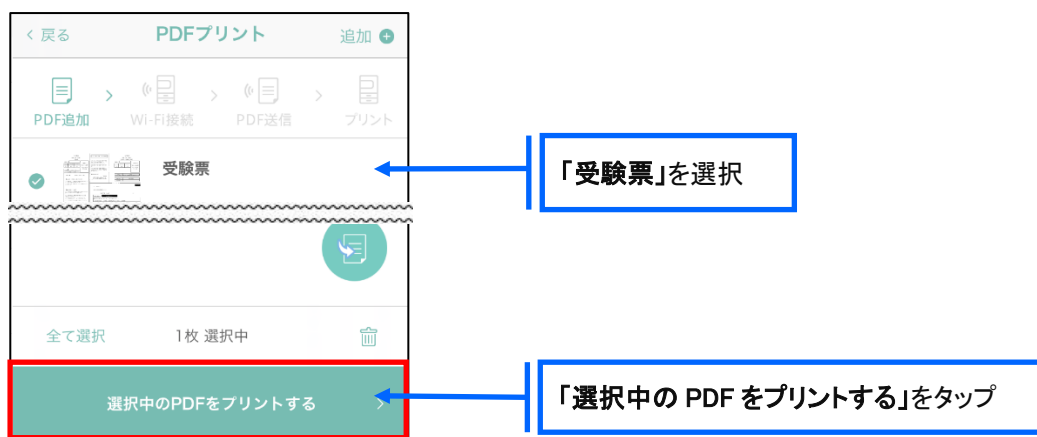 戻る PDFプリント 追加
PDF追加 Wi-Fi接続 PDF送信 プリント
受験票
「受験票」を選択
全て選択 1枚 選択中
選択中のPDFをプリントする
「選択中の PDF をプリントする」をタップ